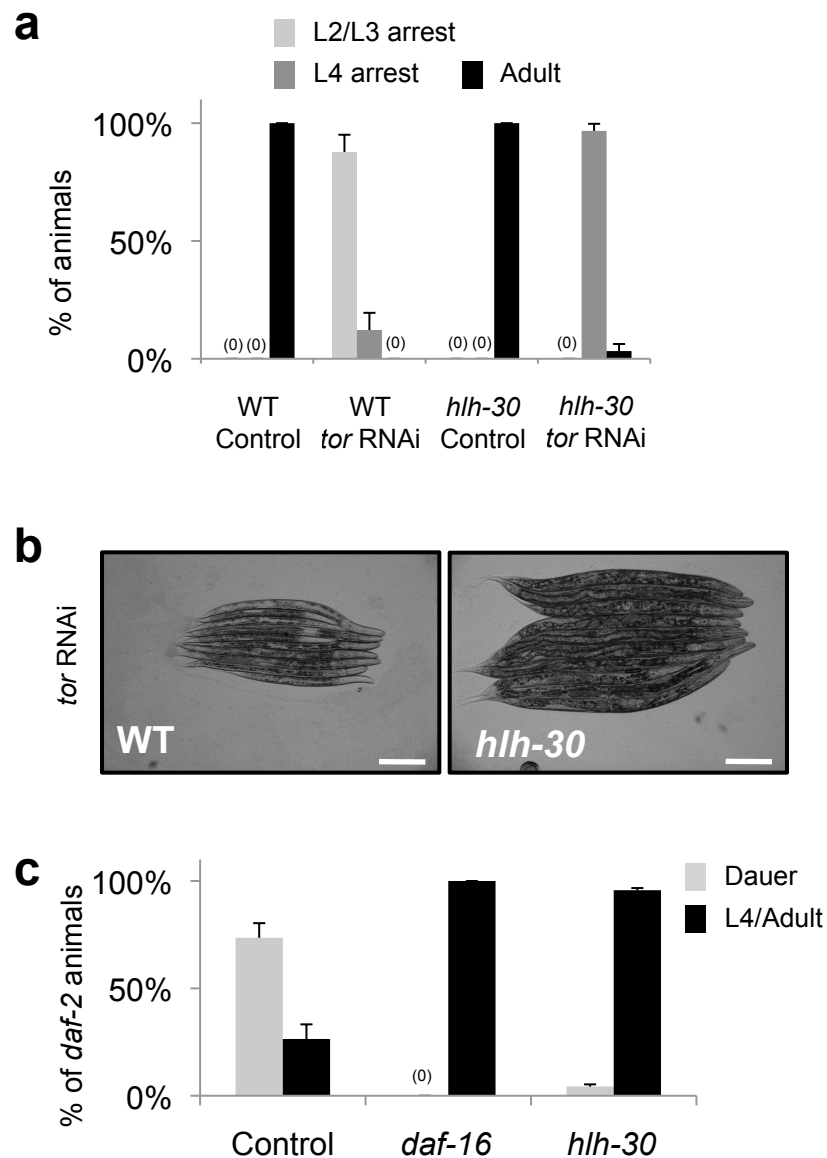 a
L2/L3 arrest
L4 arrest Adult
% of animals
100%
50%
0%
(0) (0) (0) (0) (0) (0)
WT WT hlh-30 hlh-30
Control tor RNAi Control tor RNAi
b
tor RNAi
WT hlh-30
c
Dauer
L4/Adult
% of daf-2 animals
100%
50%
0%
(0)
Control daf-16 hlh-30